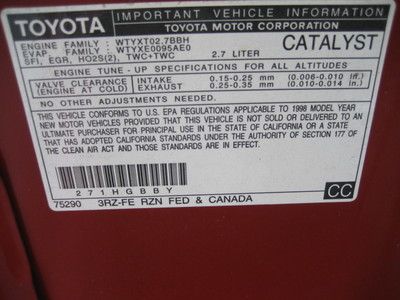 TOYOTA
IMPORTANT VEHICLE INFORMATION
TOYOTA MOTOR CORPORATION
ENGINE FAMILY : WTYXT02.7BBH
EVAP. FAMILY : WTYXE0095AE0
SFI, EGR, HO2S(2), TWC+TWC
2.7 LITER
CATALYST
ENGINE TUNE - UP SPECIFICATIONS FOR ALL ALTITUDES
VALVE CLEARANCE (ENGINE AT COLD)
INTAKE 0.15-0.25 mm (0.006-0.010 in.)
EXHAUST 0.25-0.35 mm (0.010-0.014 in.)
NO OTHER ADJUSTMENTS NEEDED.
THIS VEHICLE CONFORMS TO U.S. EPA REGULATIONS APPLICABLE TO 1998 MODEL YEAR
NEW MOTOR VEHICLES PROVIDED THAT THIS VEHICLE IS NOT SOLD OR DELIVERED TO AN
ULTIMATE PURCHASER FOR PRINCIPAL USE IN THE STATE OF CALIFORNIA OR A STATE
THAT HAS ADOPTED CALIFORNIA STANDARDS UNDER THE AUTHORITY OF SECTION 177 OF
THE CLEAN AIR ACT THOSE STANDARDS ARE IN EFFECT.
271HGBBY
CC
75290 3RZ-FE RZN FED & CANADA